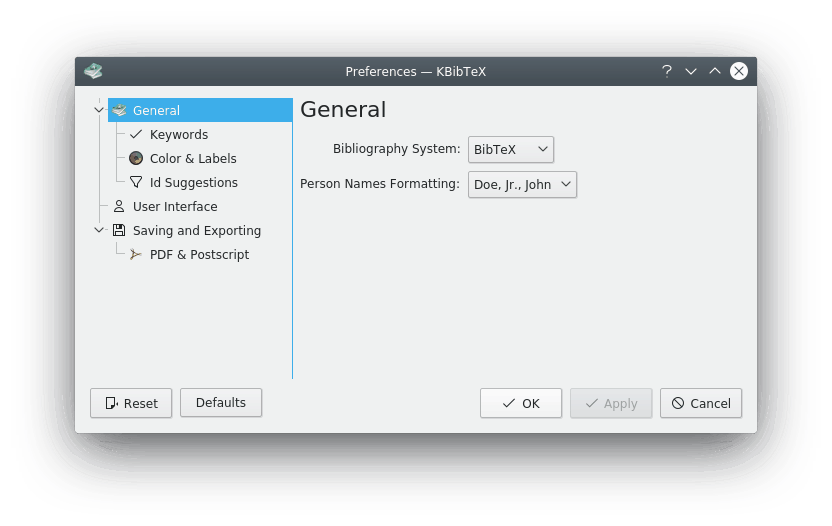 Preferences — KBibTeX
General
Keywords
Color & Labels
Id Suggestions
User Interface
Saving and Exporting
PDF & Postscript
General
Bibliography System: BibTeX
Person Names Formatting: Doe, Jr., John
Reset Defaults OK Apply Cancel